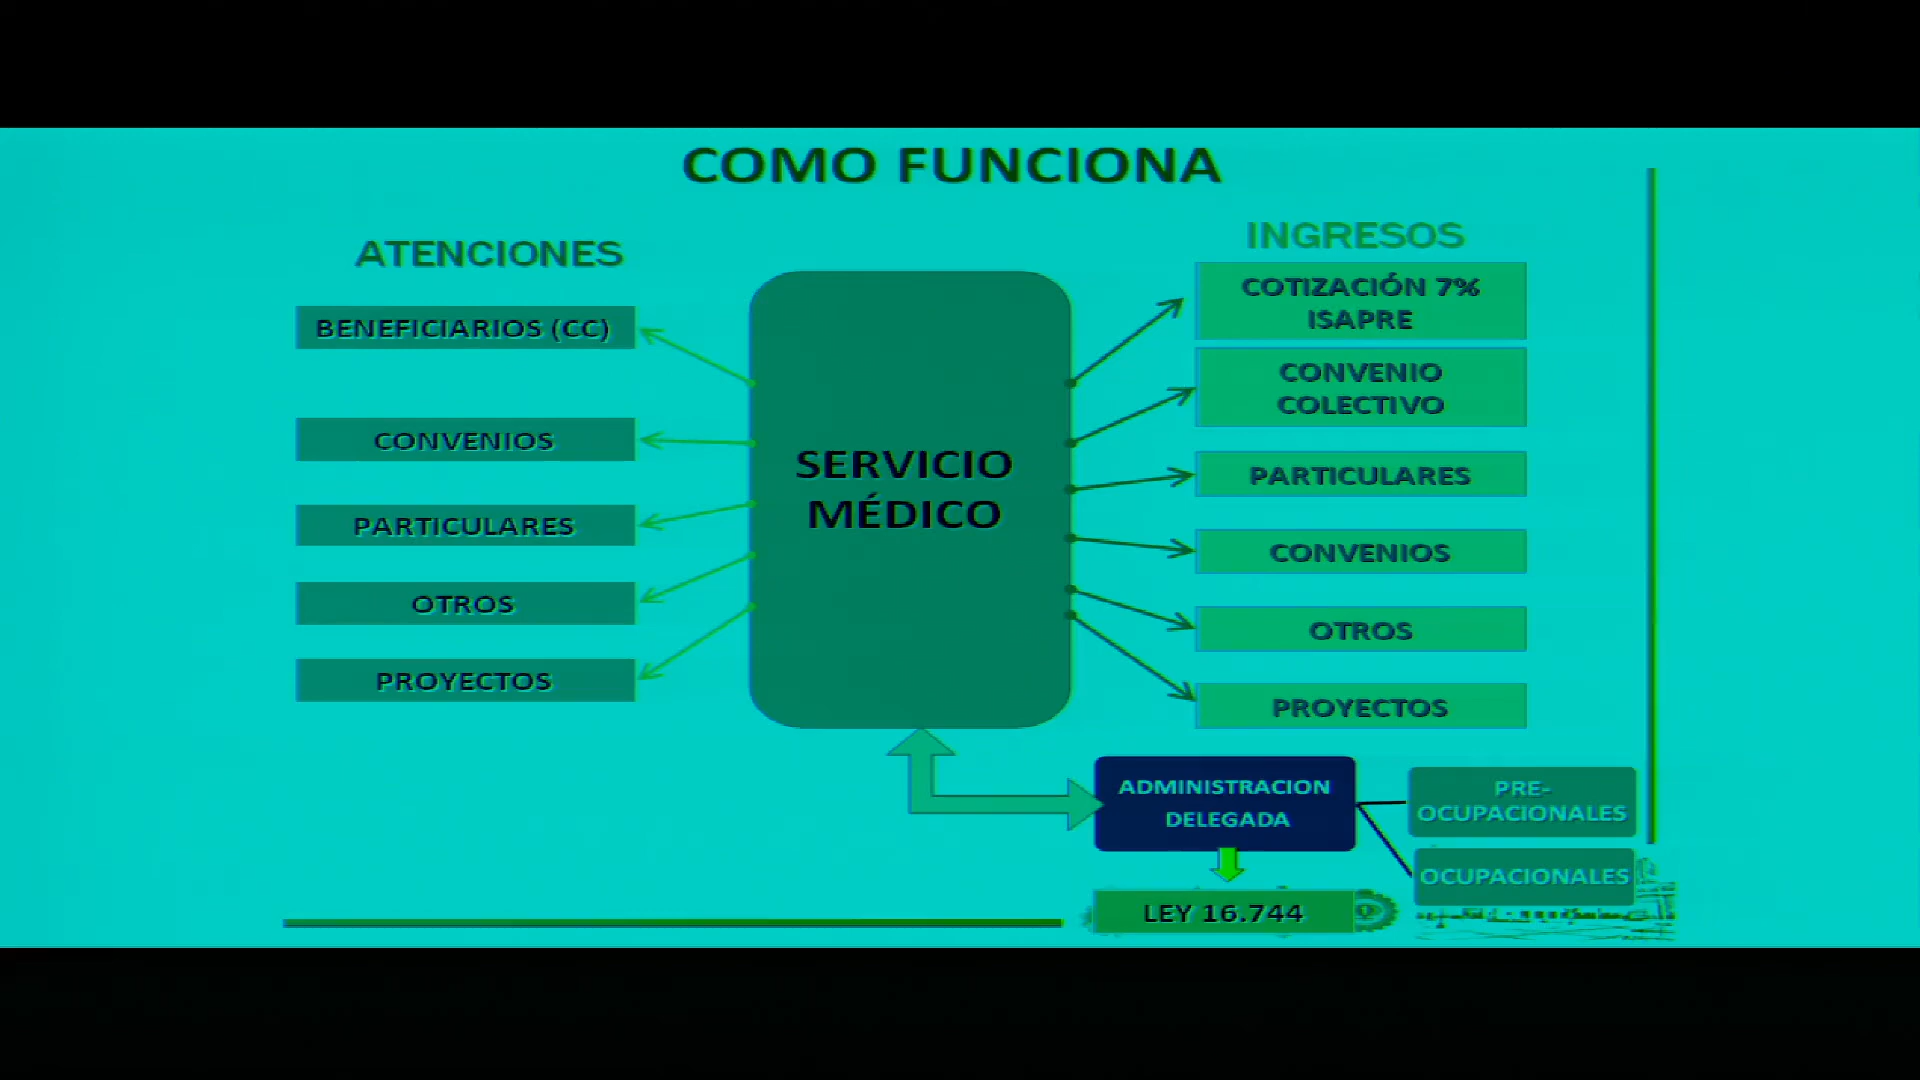 COMO FUNCIONA
ATENCIONES
BENEFICIARIOS (CC)
CONVENIOS
PARTICULARES
OTROS
PROYECTOS
SERVICIO
MÉDICO
INGRESOS
COTIZACIÓN 7%
ISAPRE
CONVENIO
COLECTIVO
PARTICULARES
CONVENIOS
OTROS
PROYECTOS
ADMINISTRACION
DELEGADA
PRE-
OCUPACIONALES
OCUPACIONALES
LEY 16.744